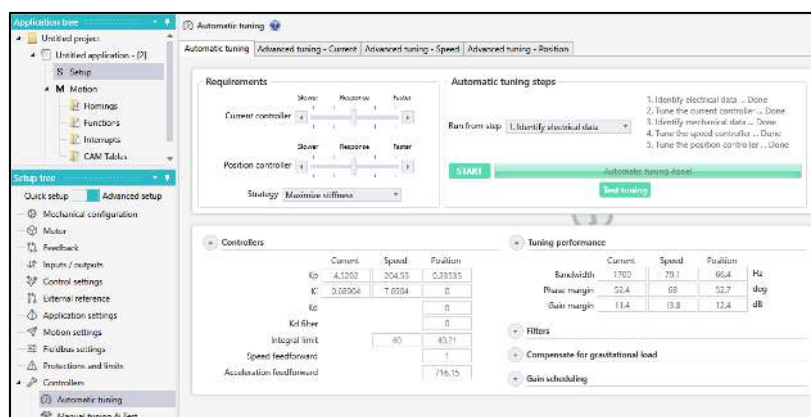 Application tree
Untitled project
Untitled application - [2]
S Setup
M Motion
Homings
Functions
Interrupts
CAM Tables
Setup tree
Quick setup Advanced setup
Mechanical configuration
Motor
Feedback
Inputs / outputs
Control settings
External reference
Application settings
Motion settings
Fieldbus settings
Protections and limits
Controllers
Automatic tuning
Manual tuning & Test
Automatic tuning
Automatic tuning Advanced tuning - Current Advanced tuning - Speed Advanced tuning - Position
Requirements
Slower Response Faster
Current controller
Slower Response Faster
Position controller
Strategy Maximize stiffness
Automatic tuning steps
Run from step 1. Identify electrical data
1. Identify electrical data ... Done
2. Tune the current controller ... Done
3. Identify mechanical data ... Done
4. Tune the speed controller ... Done
5. Tune the position controller ... Done
START Automatic tuning done!
Test tuning
Controllers
Current Speed Position
Kp 4.5292 204.55 0.23535
Ki 0.68904 7.6504 0
Kd 0
Kd filter 0
Integral limit 60 40.21
Speed feedforward 1
Acceleration feedforward 716.15
Tuning performance
Current Speed Position
Bandwidth 1709 79.1 66.4 Hz
Phase margin 52.4 68 52.7 deg
Gain margin 11.4 13.8 12.4 dB
Filters
Compensate for gravitational load
Gain scheduling